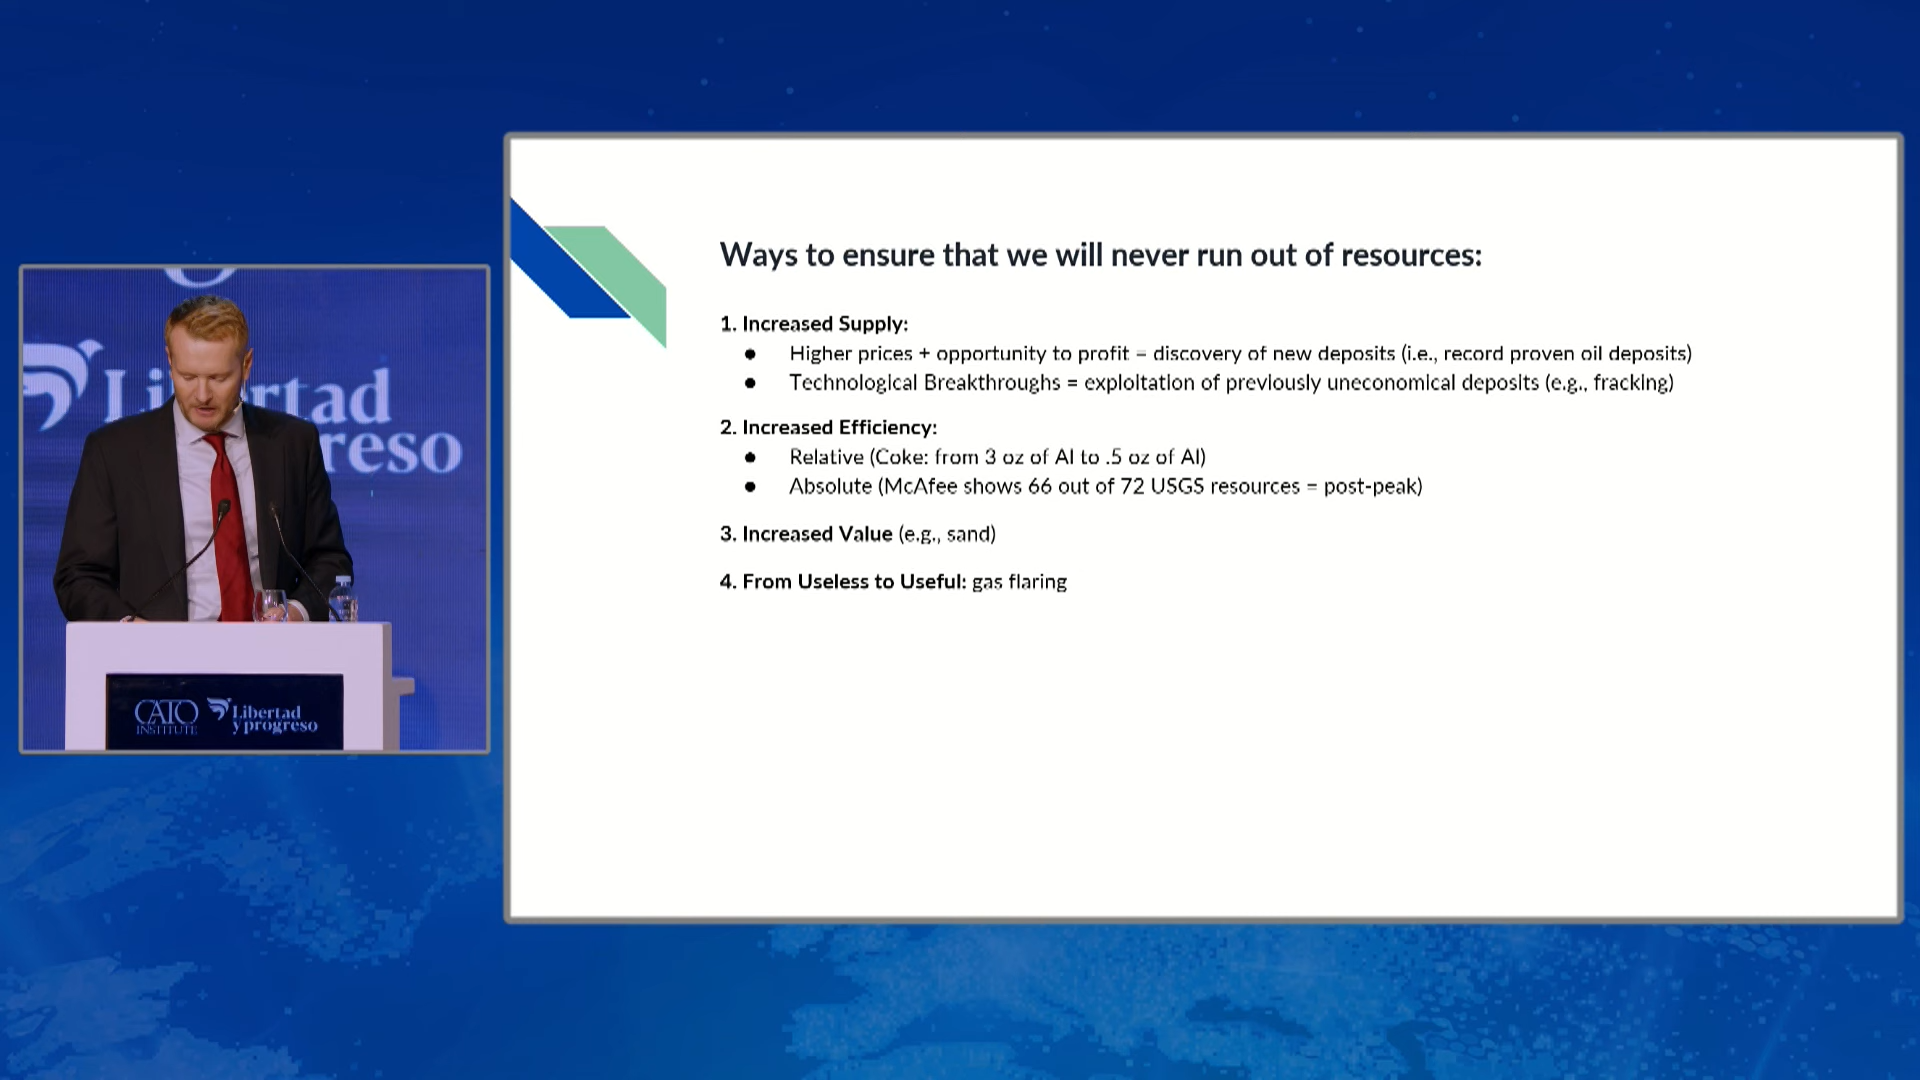 Libertad
reso
CATO
INSTITUTE
Libertad
y progreso
Ways to ensure that we will never run out of resources:
1. Increased Supply:
● Higher prices + opportunity to profit = discovery of new deposits (i.e., record proven oil deposits)
● Technological Breakthroughs = exploitation of previously uneconomical deposits (e.g., fracking)
2. Increased Efficiency:
● Relative (Coke: from 3 oz of Al to .5 oz of Al)
● Absolute (McAfee shows 66 out of 72 USGS resources = post-peak)
3. Increased Value (e.g., sand)
4. From Useless to Useful: gas flaring